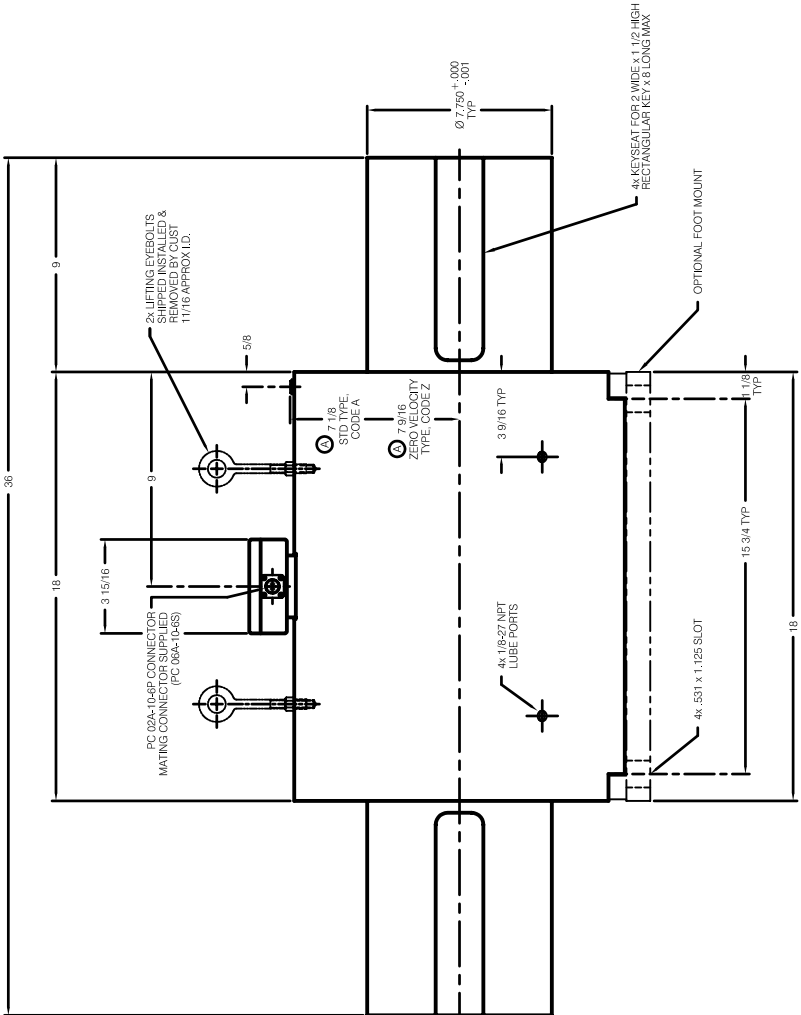 36
9
18
9
5/8
3 15/16
2x LIFTING EYEBOLTS
SHIPPED INSTALLED &
REMOVED BY CUST
11/16 APPROX I.D.
PC 02A-10-6P CONNECTOR
MATING CONNECTOR SUPPLIED
(PC 06A-10-6S)
Ø 7.750 +.000
-.001
TYP
4x KEYSEAT FOR 2 WIDE x 1 1/2 HIGH
RECTANGULAR KEY x 8 LONG MAX
A 7 1/8
STD TYPE,
CODE A
A 7 9/16
ZERO VELOCITY
TYPE, CODE Z
3 9/16 TYP
4x 1/8-27 NPT
LUBE PORTS
OPTIONAL FOOT MOUNT
1 1/8
TYP
15 3/4 TYP
4x .531 x 1.125 SLOT
18